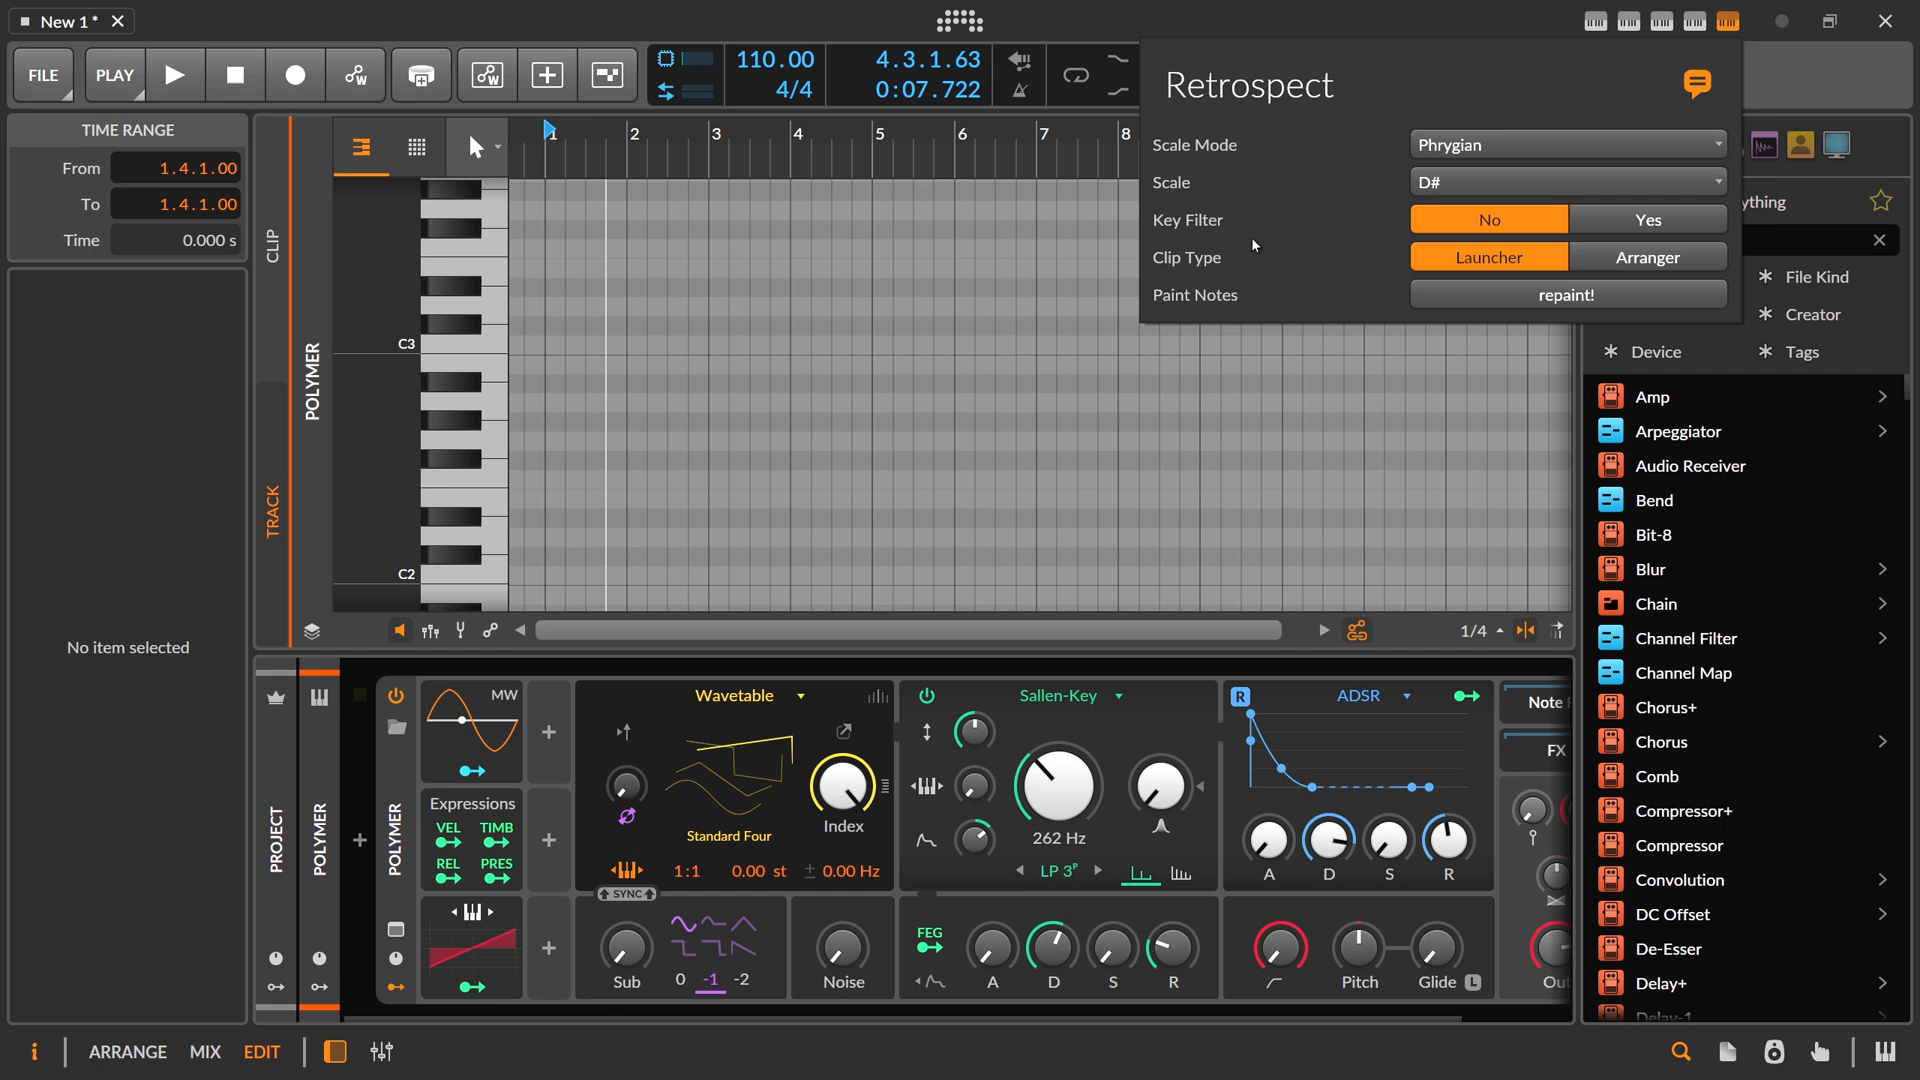 New 1*
FILE
PLAY
110.00
4/4
4.3.1.63
0:07.722
Retrospect
Scale Mode
Phrygian
Scale
D#
Key Filter
No
Yes
Clip Type
Launcher
Arranger
Paint Notes
repaint!
TIME RANGE
From
1.4.1.00
To
1.4.1.00
Time
0.000 s
No item selected
CLIP
TRACK
POLYMER
1
2
3
4
5
6
7
8
C3
C2
1/4
ything
File Kind
Creator
Device
Tags
Amp
Arpeggiator
Audio Receiver
Bend
Bit-8
Blur
Chain
Channel Filter
Channel Map
Chorus+
Chorus
Comb
Compressor+
Compressor
Convolution
DC Offset
De-Esser
Delay+
Delay-1
PROJECT
POLYMER
POLYMER
MW
Expressions
VEL
TIMB
REL
PRES
Wavetable
Standard Four
Index
1:1
0.00 st
± 0.00 Hz
SYNC
Sub
0
-1
-2
Noise
Sallen-Key
262 Hz
LP 3ᴾ
FEG
A
D
S
R
R
ADSR
A
D
S
R
Pitch
Glide
L
Note
FX
Out
ARRANGE
MIX
EDIT